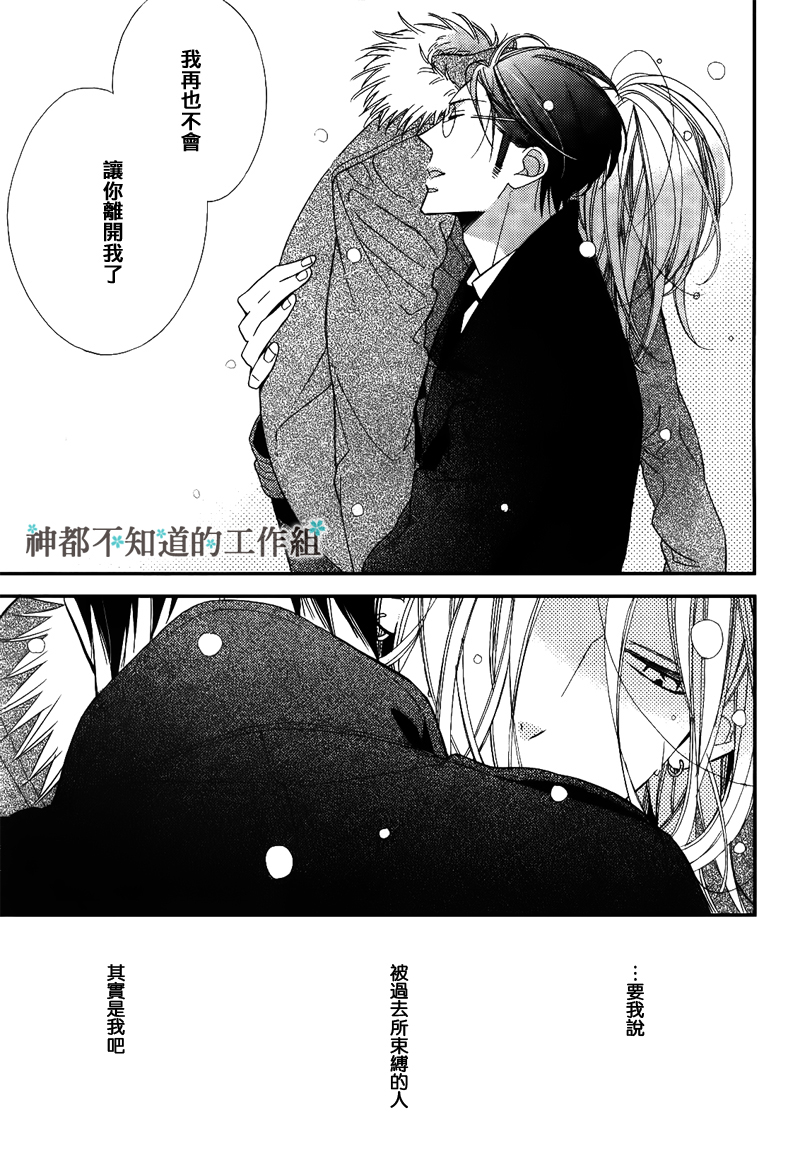 我再也不會
讓你離開我了
神都不知道的工作組
…要我說
被過去所束縛的人
其實是我吧